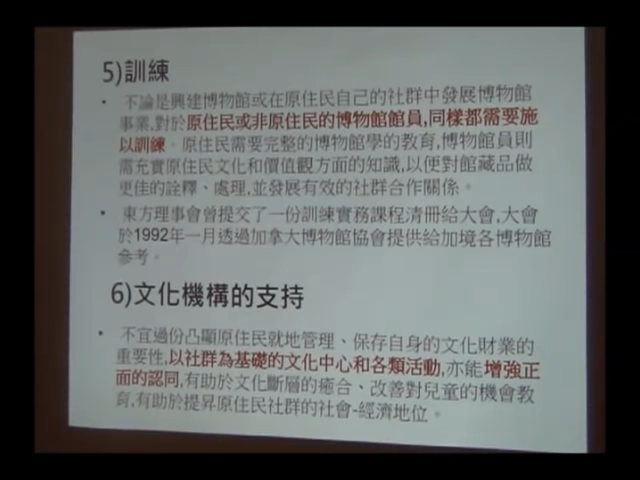 5)訓練
• 不論是興建博物館或在原住民自己的社群中發展博物館
事業,對於原住民或非原住民的博物館館員,同樣都需要施
以訓練。原住民需要完整的博物館學的教育,博物館員則
需充實原住民文化和價值觀方面的知識,以便對館藏品做
更佳的詮釋、處理,並發展有效的社群合作關係。
• 東方理事會曾提交了一份訓練實務課程清冊給大會,大會
於1992年一月透過加拿大博物館協會提供給加境各博物館
參考。
6)文化機構的支持
• 不宜過份凸顯原住民就地管理、保存自身的文化財業的
重要性,以社群為基礎的文化中心和各類活動,亦能增強正
面的認同,有助於文化斷層的癒合、改善對兒童的機會教
育,有助於提昇原住民社群的社會-經濟地位。